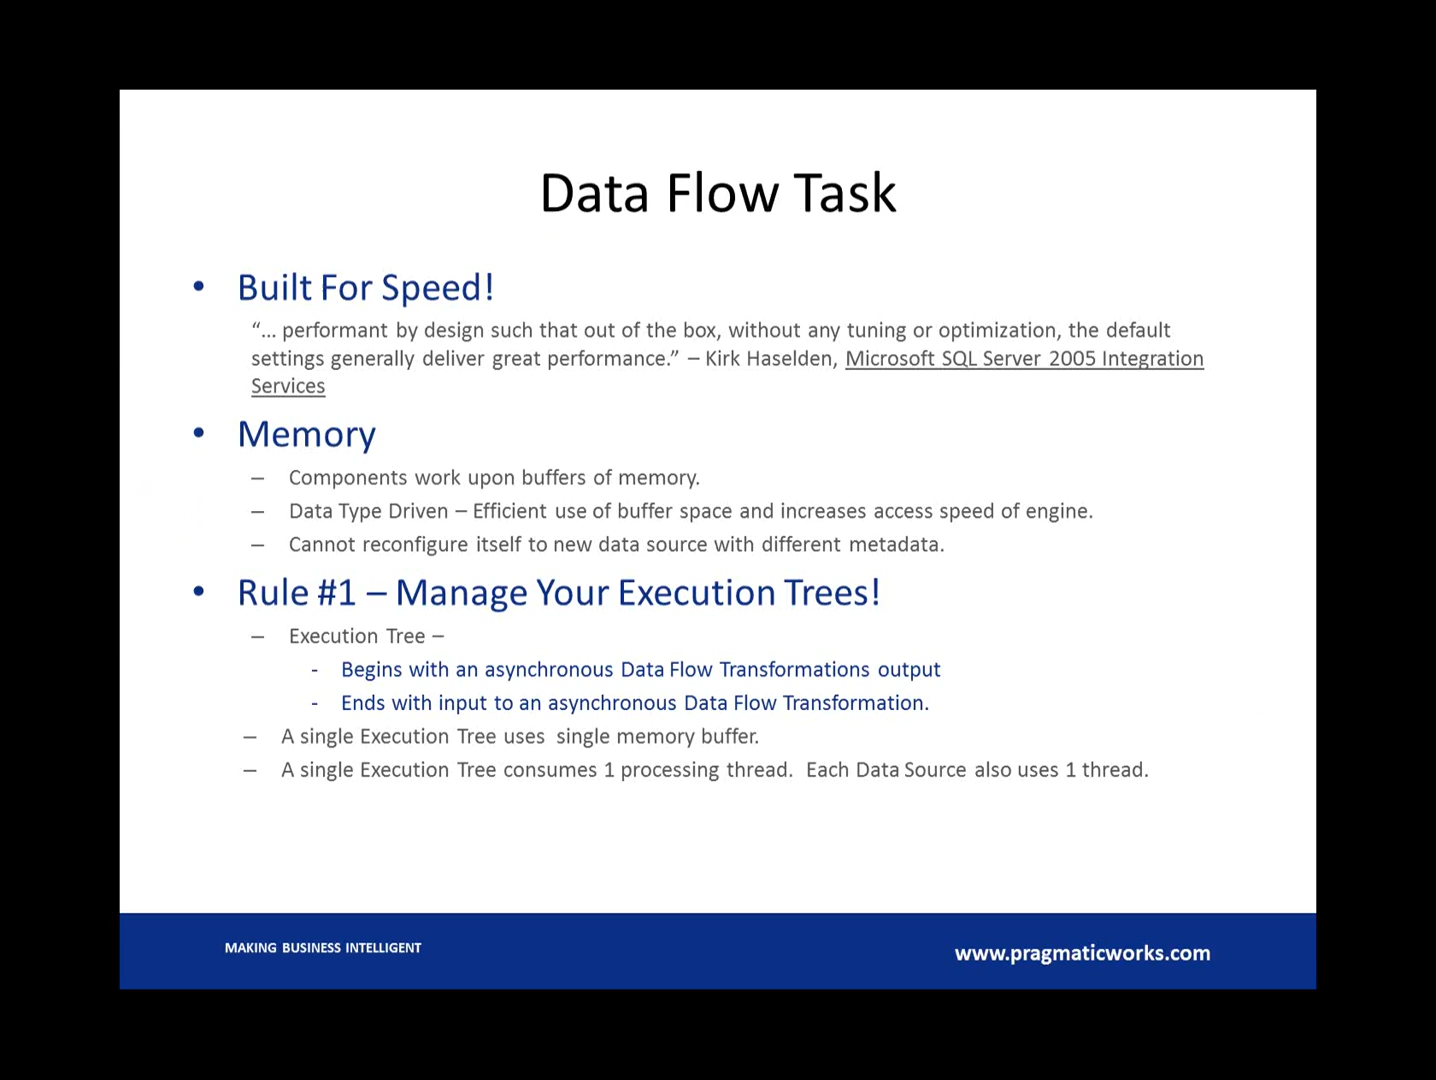 Data Flow Task
• Built For Speed!
“… performant by design such that out of the box, without any tuning or optimization, the default
settings generally deliver great performance.” – Kirk Haselden, Microsoft SQL Server 2005 Integration
Services
• Memory
– Components work upon buffers of memory.
– Data Type Driven – Efficient use of buffer space and increases access speed of engine.
– Cannot reconfigure itself to new data source with different metadata.
• Rule #1 – Manage Your Execution Trees!
– Execution Tree –
- Begins with an asynchronous Data Flow Transformations output
- Ends with input to an asynchronous Data Flow Transformation.
– A single Execution Tree uses  single memory buffer.
– A single Execution Tree consumes 1 processing thread.  Each Data Source also uses 1 thread.
MAKING BUSINESS INTELLIGENT
www.pragmaticworks.com